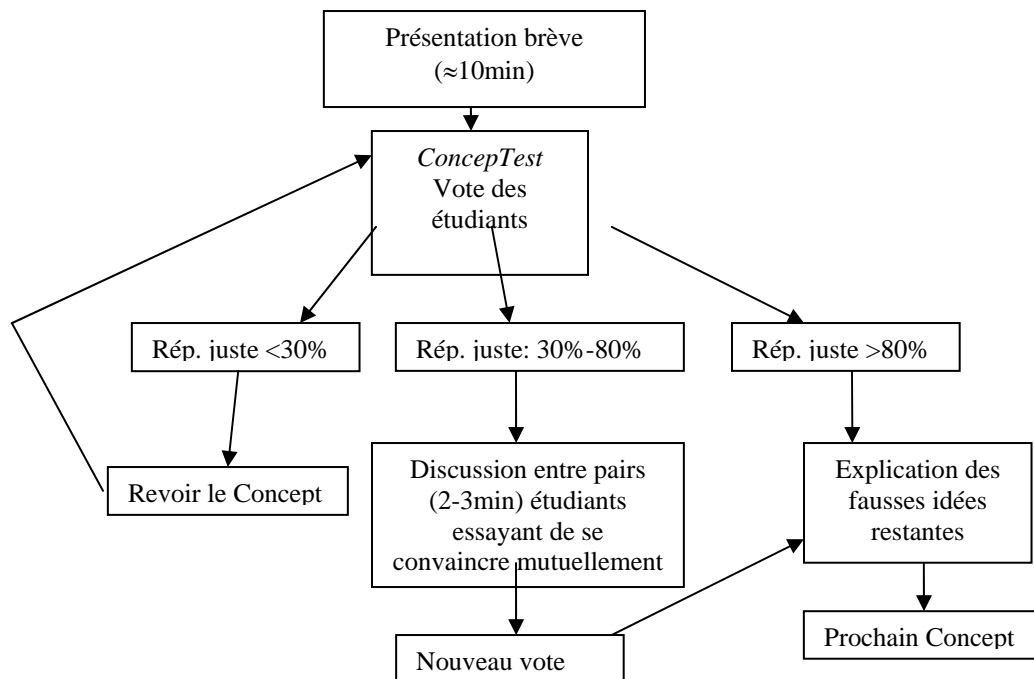 Présentation brève
(≈10min)
ConcepTest
Vote des
étudiants
Rép. juste <30%
Rép. juste: 30%-80%
Rép. juste >80%
Revoir le Concept
Discussion entre pairs
(2-3min) étudiants
essayant de se
convaincre mutuellement
Explication des
fausses idées
restantes
Nouveau vote
Prochain Concept